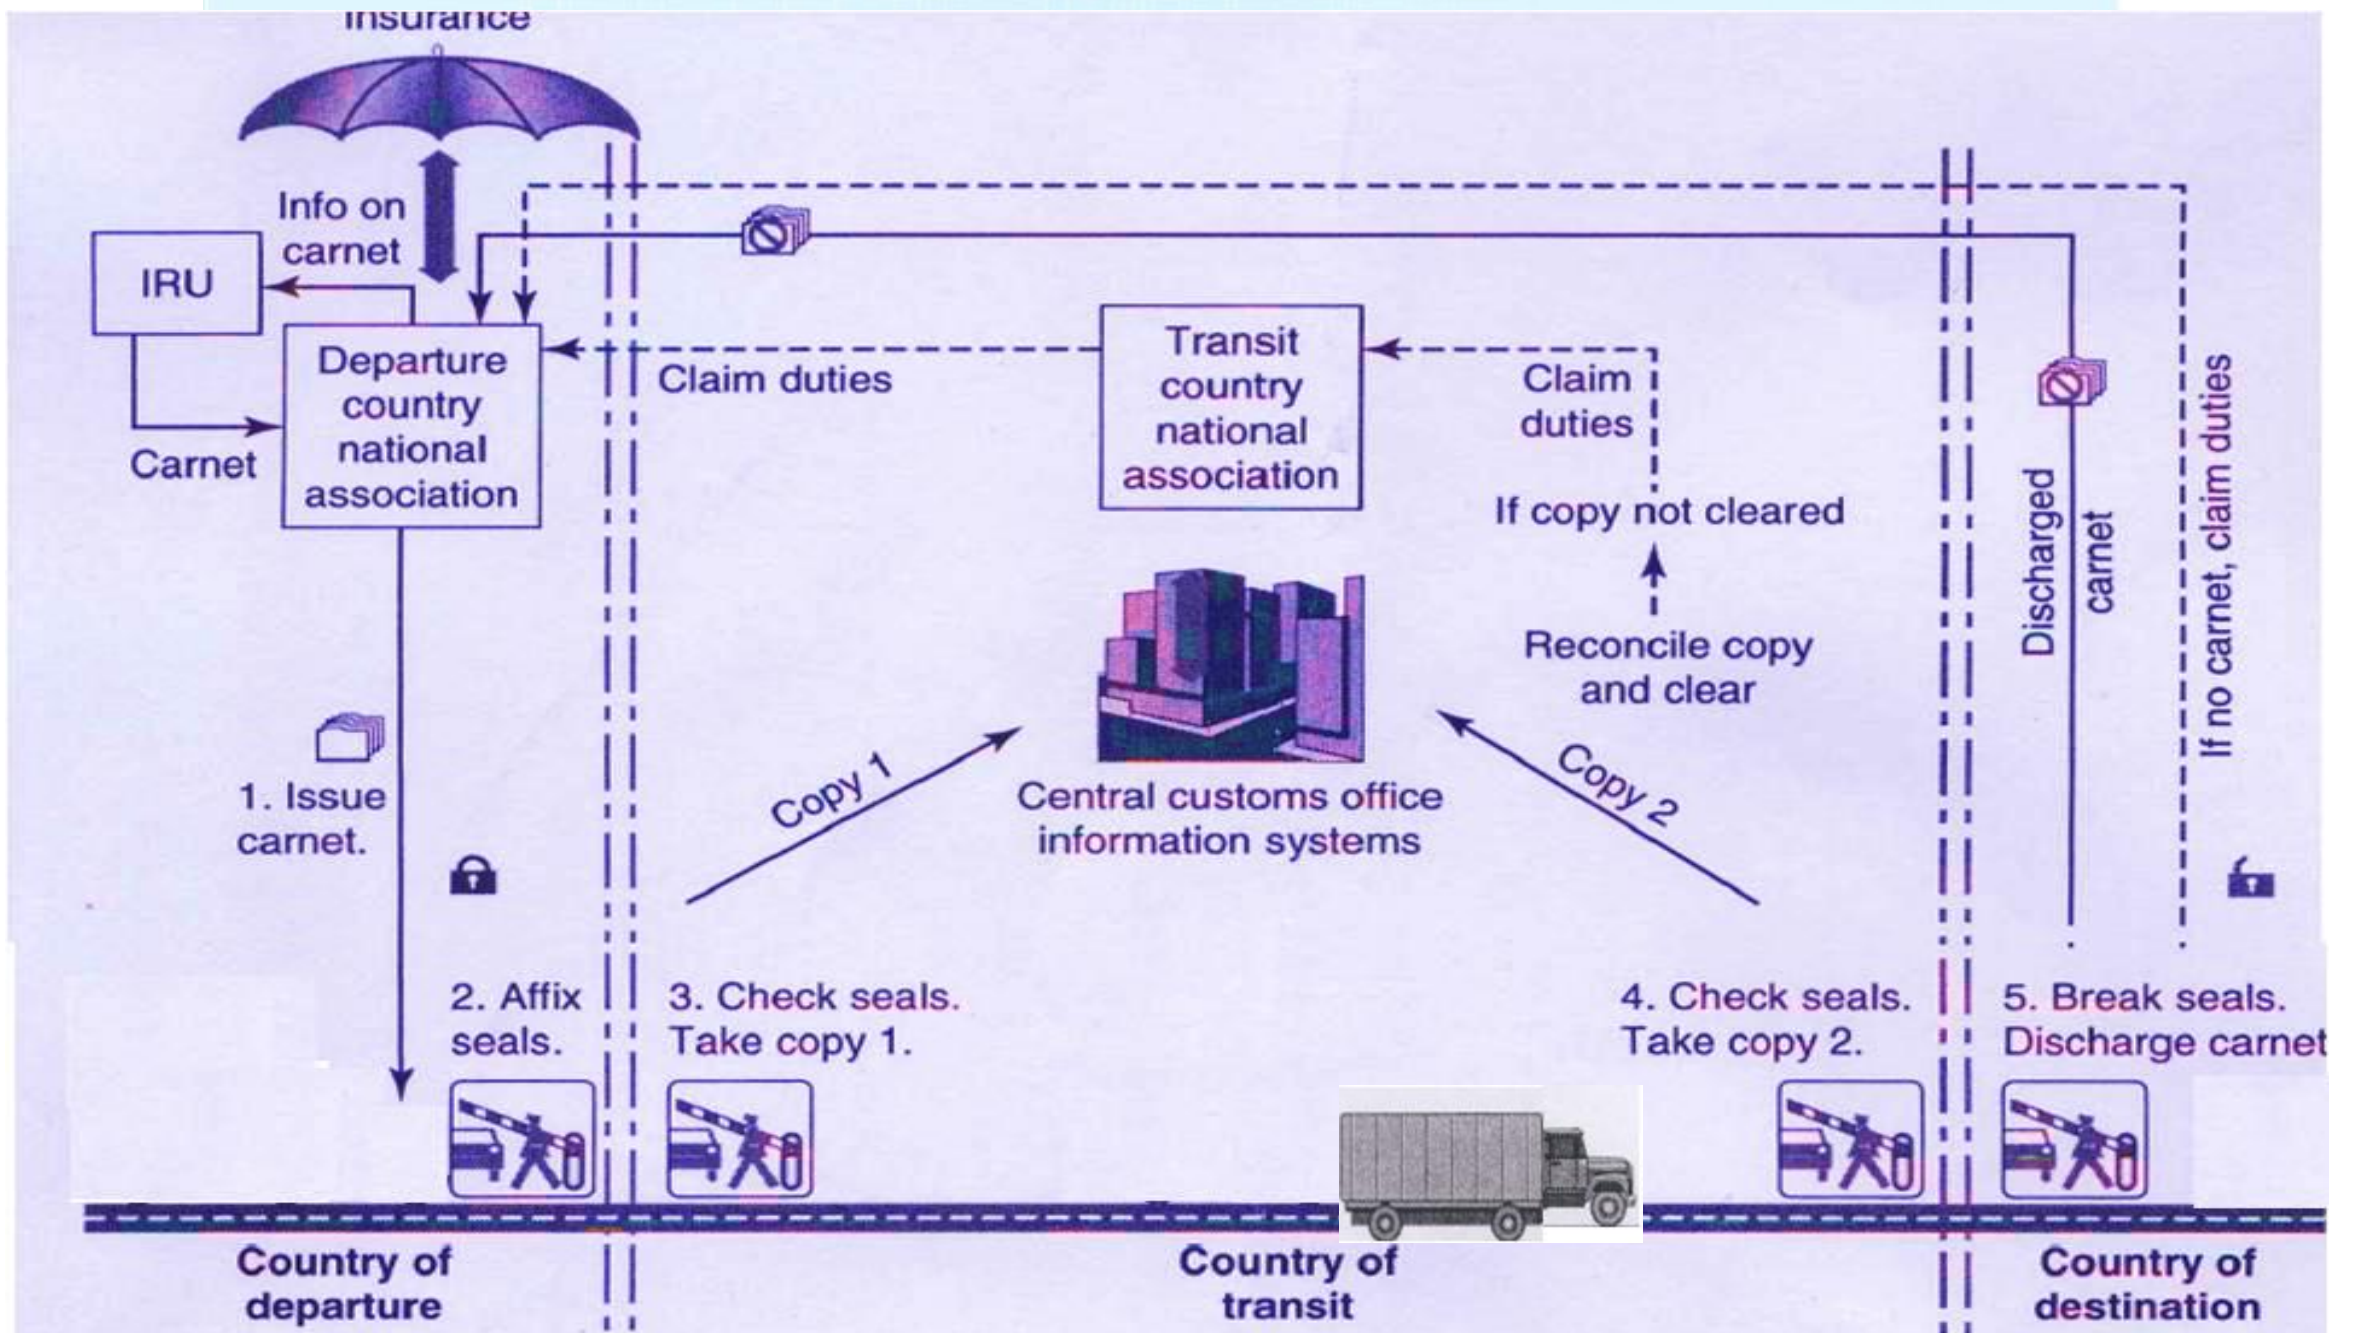 Insurance
Info on
carnet
IRU
Departure
country
national
association
Carnet
Claim duties
Transit
country
national
association
Claim
duties
If copy not cleared
Reconcile copy
and clear
Discharged
carnet
If no carnet, claim duties
1. Issue
carnet.
Copy 1
Central customs office
information systems
Copy 2
2. Affix
seals.
3. Check seals.
Take copy 1.
4. Check seals.
Take copy 2.
5. Break seals.
Discharge carnet
Country of
departure
Country of
transit
Country of
destination